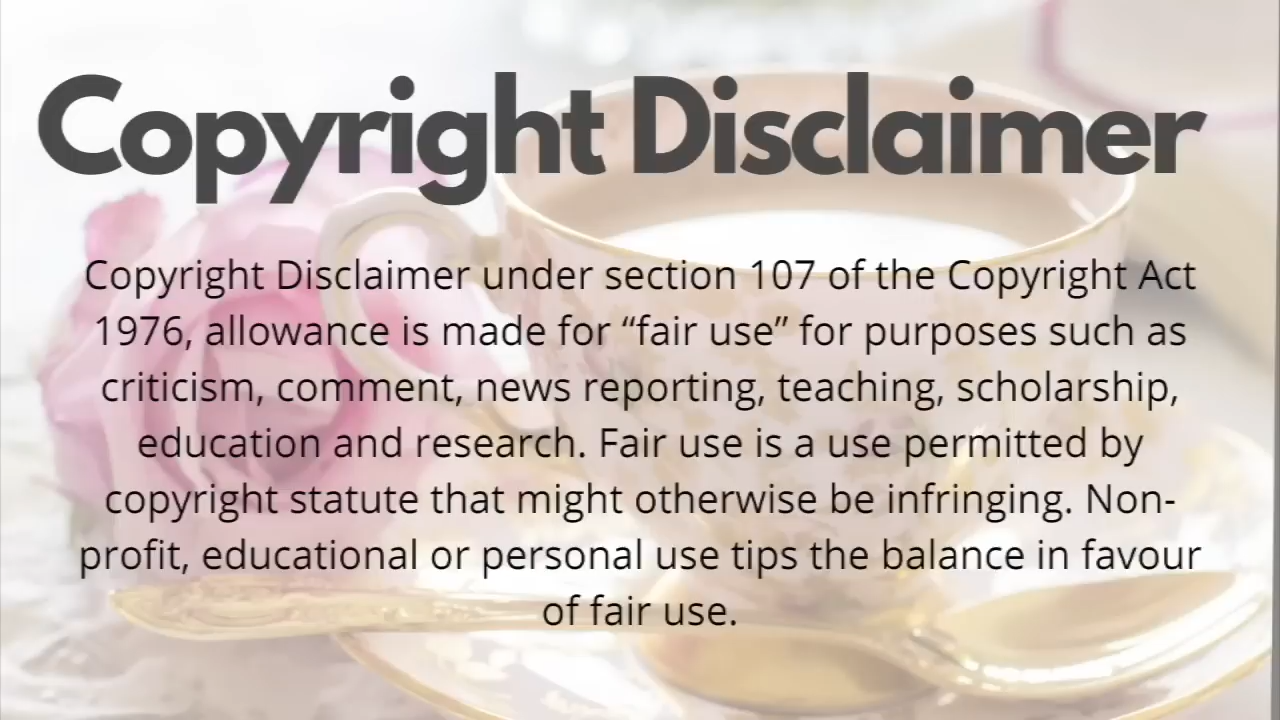 Copyright Disclaimer
Copyright Disclaimer under section 107 of the Copyright Act
1976, allowance is made for “fair use” for purposes such as
criticism, comment, news reporting, teaching, scholarship,
education and research. Fair use is a use permitted by
copyright statute that might otherwise be infringing. Non-
profit, educational or personal use tips the balance in favour
of fair use.